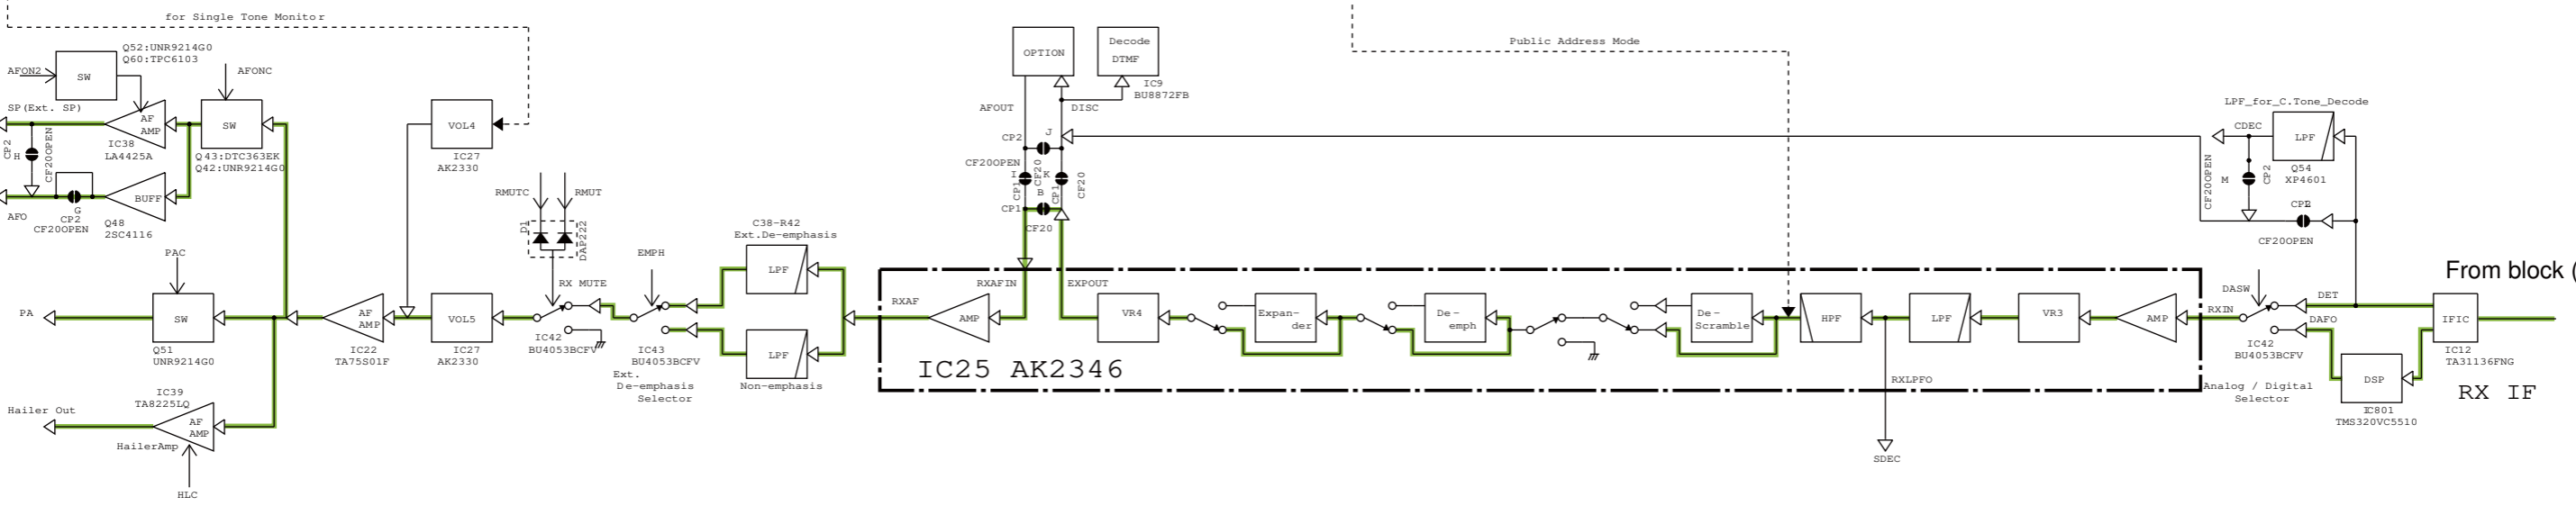 for Single Tone Monitor
Q52:UNR9214G0
Q60:TPC6103
AFON2
SW
AFONC
SP(Ext. SP)
AF
AMP
SW
IC38
LA4425A
Q43:DTC363EK
Q42:UNR9214G0
CP2
H
CF20OPEN
BUFF
G
CP2
CF20OPEN
AFO
Q48
2SC4116
PAC
PA
SW
Q51
UNR9214G0
AF
AMP
IC22
TA75S01F
VOL4
IC27
AK2330
VOL5
IC27
AK2330
IC39
TA8225LQ
Hailer Out
AF
AMP
HailerAmp
HLC
RMUTC
RMUT
D1
DAP222
RX MUTE
IC42
BU4053BCFV
EMPH
IC43
BU4053BCFV
Ext.
De-emphasis
Selector
C38-R42
Ext.De-emphasis
LPF
LPF
Non-emphasis
OPTION
Decode
DTMF
IC9
BU8872FB
AFOUT
DISC
CP2
J
CF20OPEN
I
CP1
CF20
K
CP1
CF20
B
CP1
CF20
RXAFIN
EXPOUT
RXAF
AMP
IC25 AK2346
VR4
Expan-
der
De-
emph
De-
Scramble
Public Address Mode
HPF
LPF
RXLPFO
SDEC
VR3
AMP
RXIN
LPF_for_C.Tone_Decode
CDEC
LPF
Q54
XP4601
CF20OPEN
M
CP2
CF20OPEN
From block (
DASW
DET
DAFO
IC42
BU4053BCFV
Analog / Digital
Selector
IFIC
IC12
TA31136FNG
DSP
IC801
TMS320VC5510
RX IF